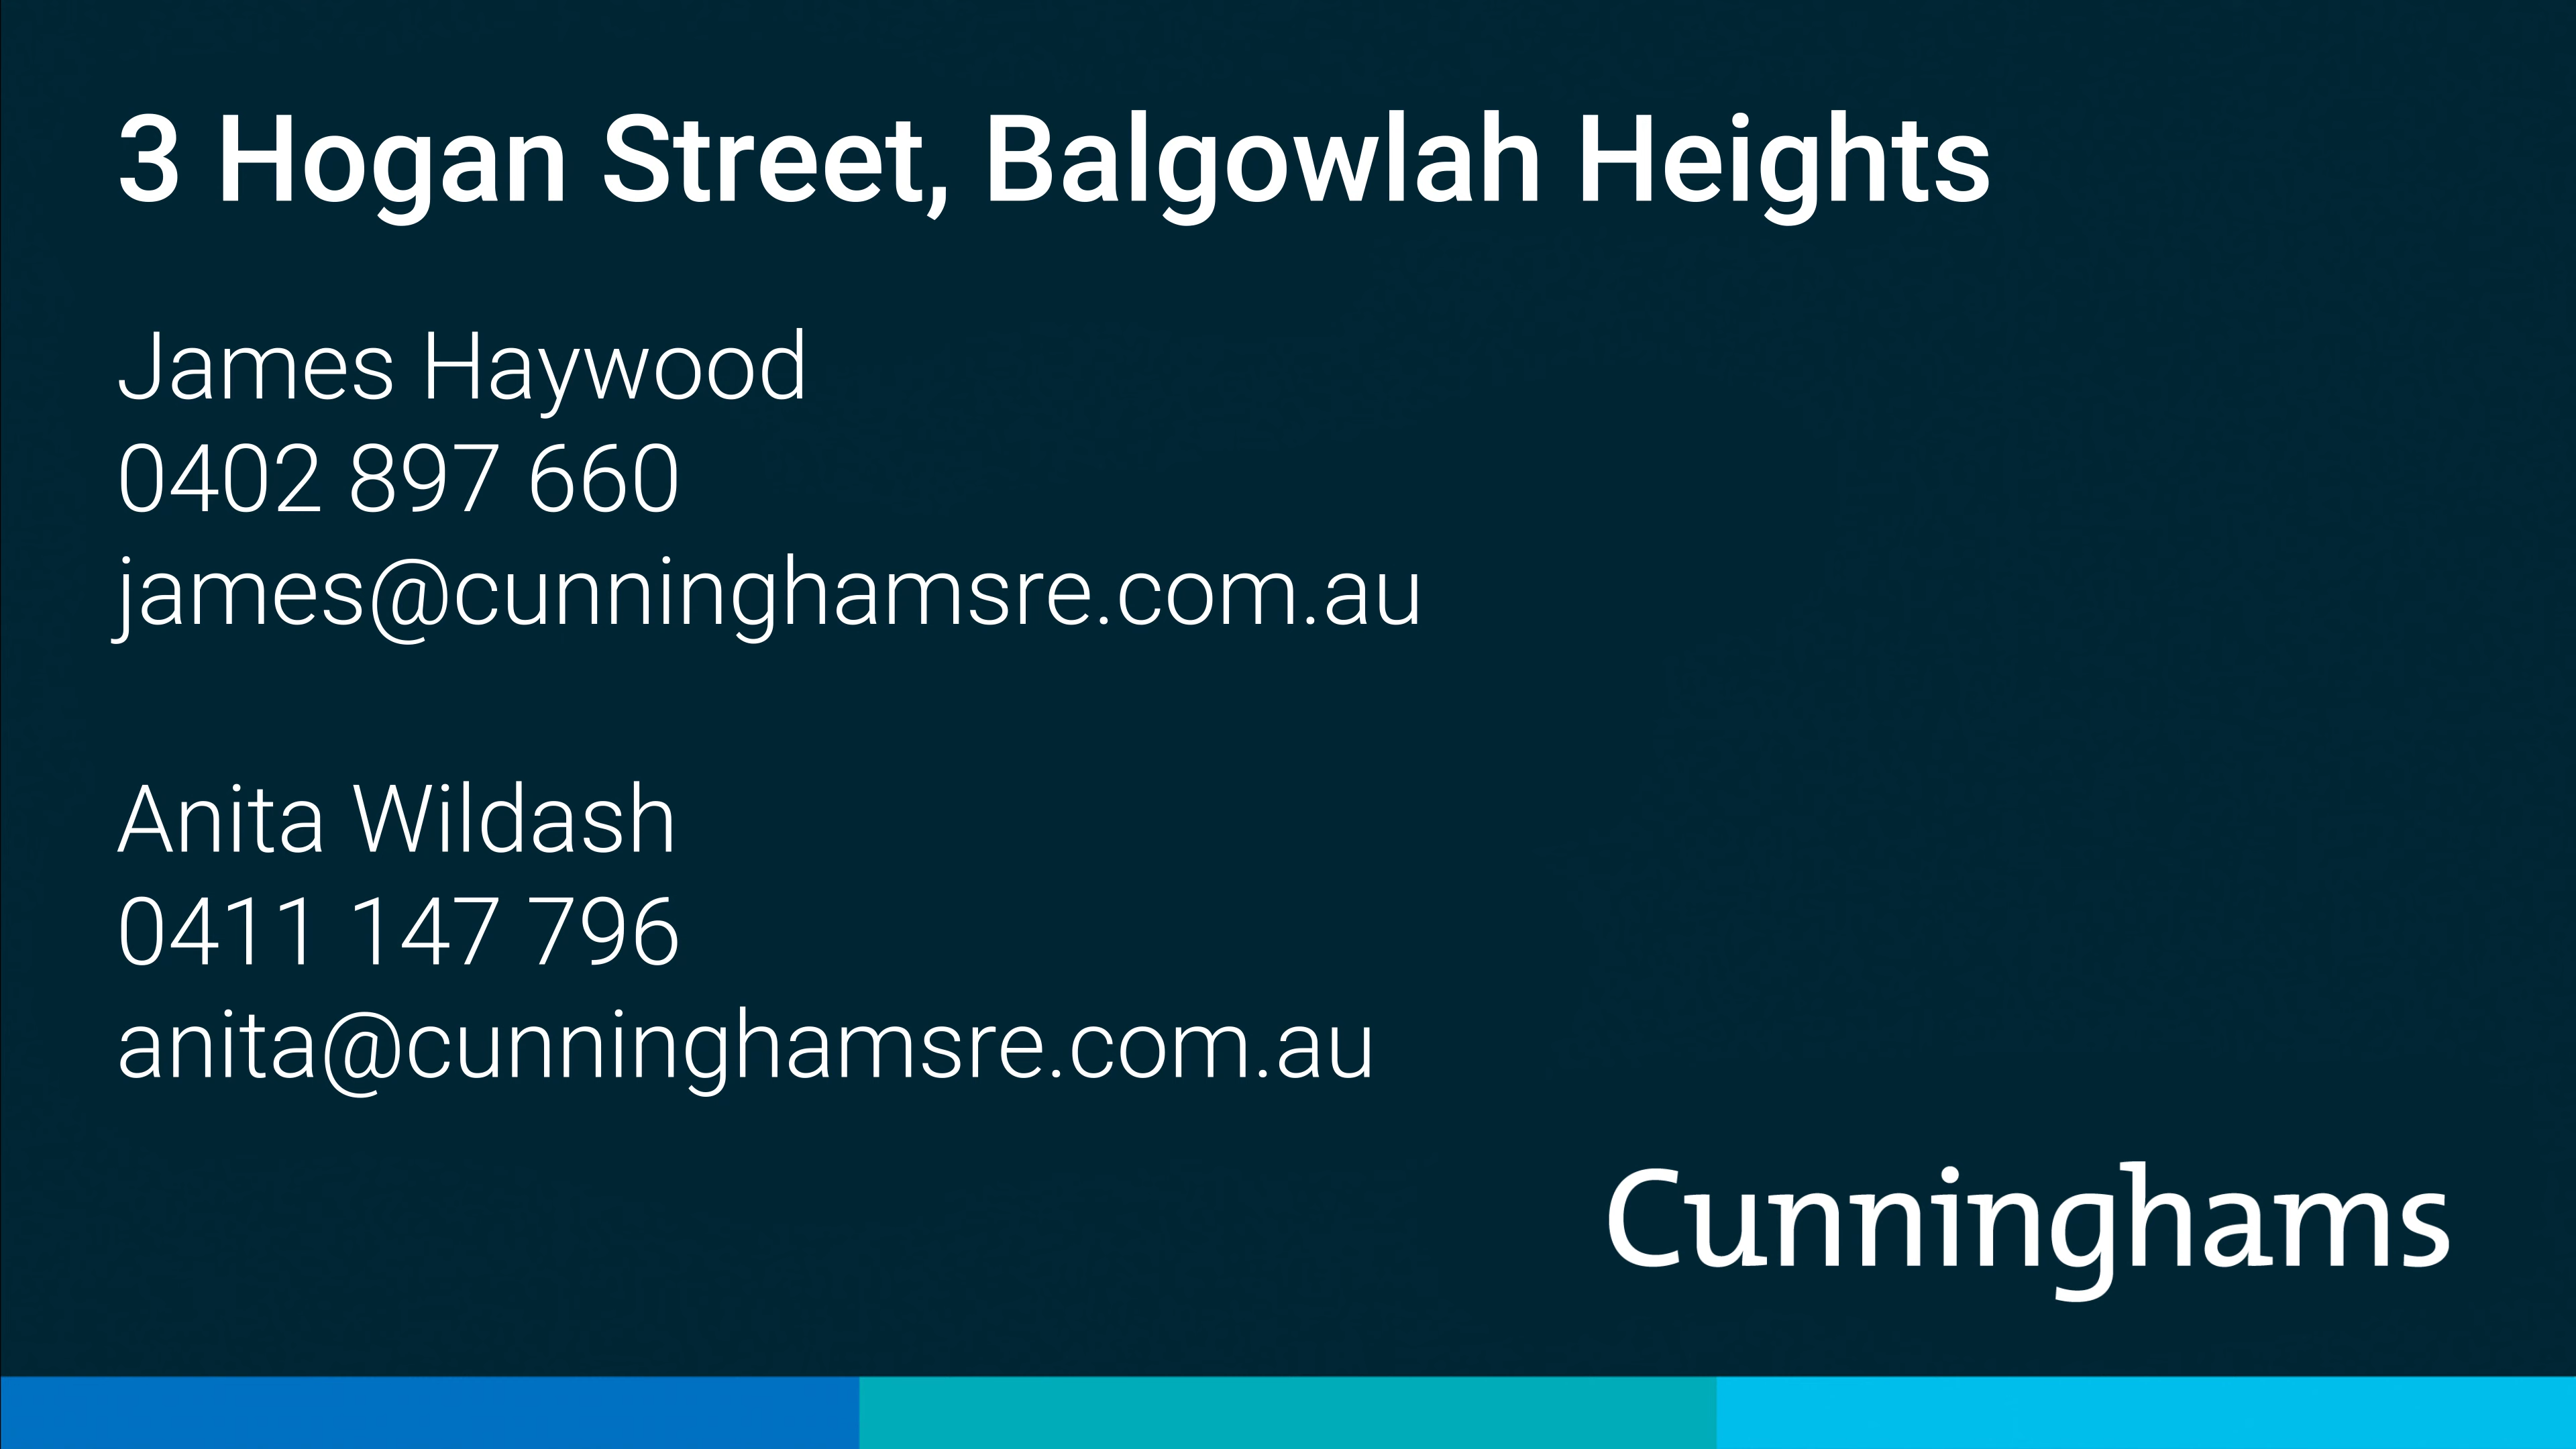 3 Hogan Street, Balgowlah Heights
James Haywood
0402 897 660
james@cunninghamsre.com.au
Anita Wildash
0411 147 796
anita@cunninghamsre.com.au
Cunninghams